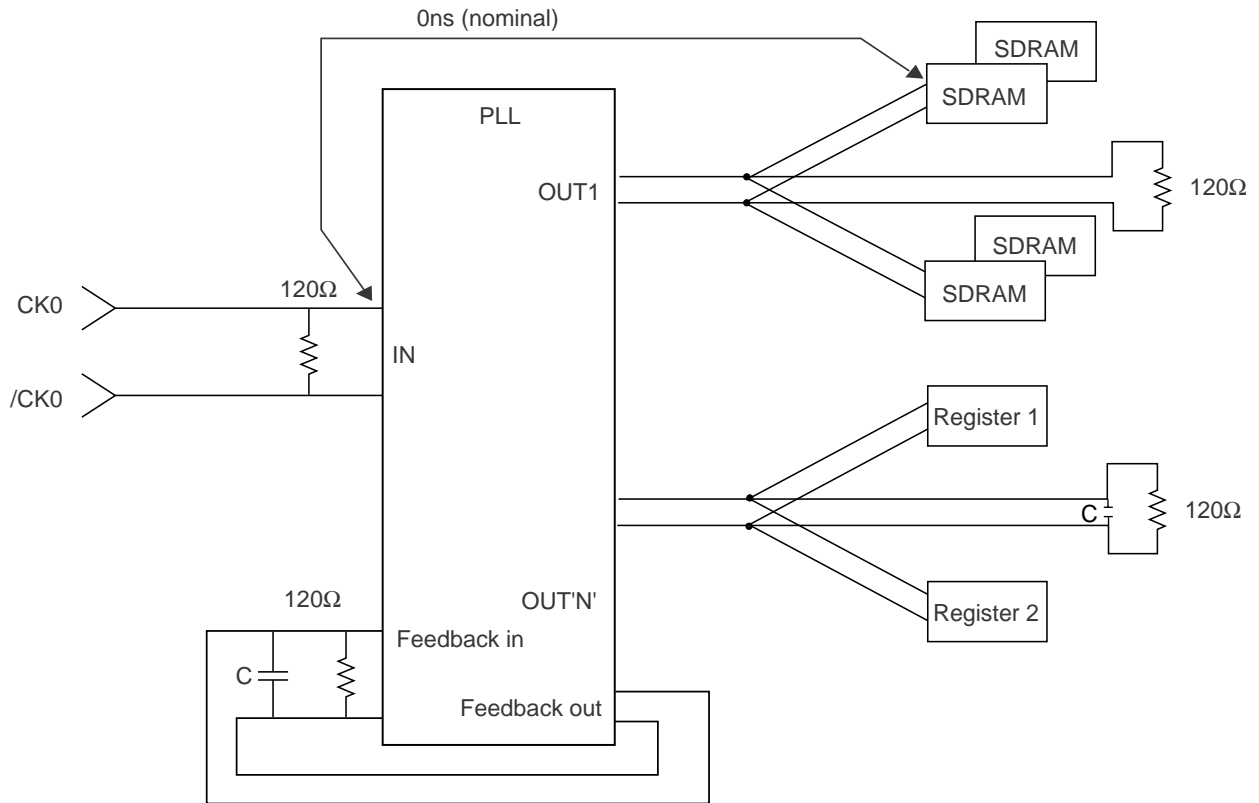 0ns (nominal)
SDRAM
SDRAM
PLL
OUT1
120Ω
SDRAM
SDRAM
CK0
120Ω
IN
/CK0
Register 1
C
120Ω
120Ω
OUT'N'
Register 2
Feedback in
C
Feedback out